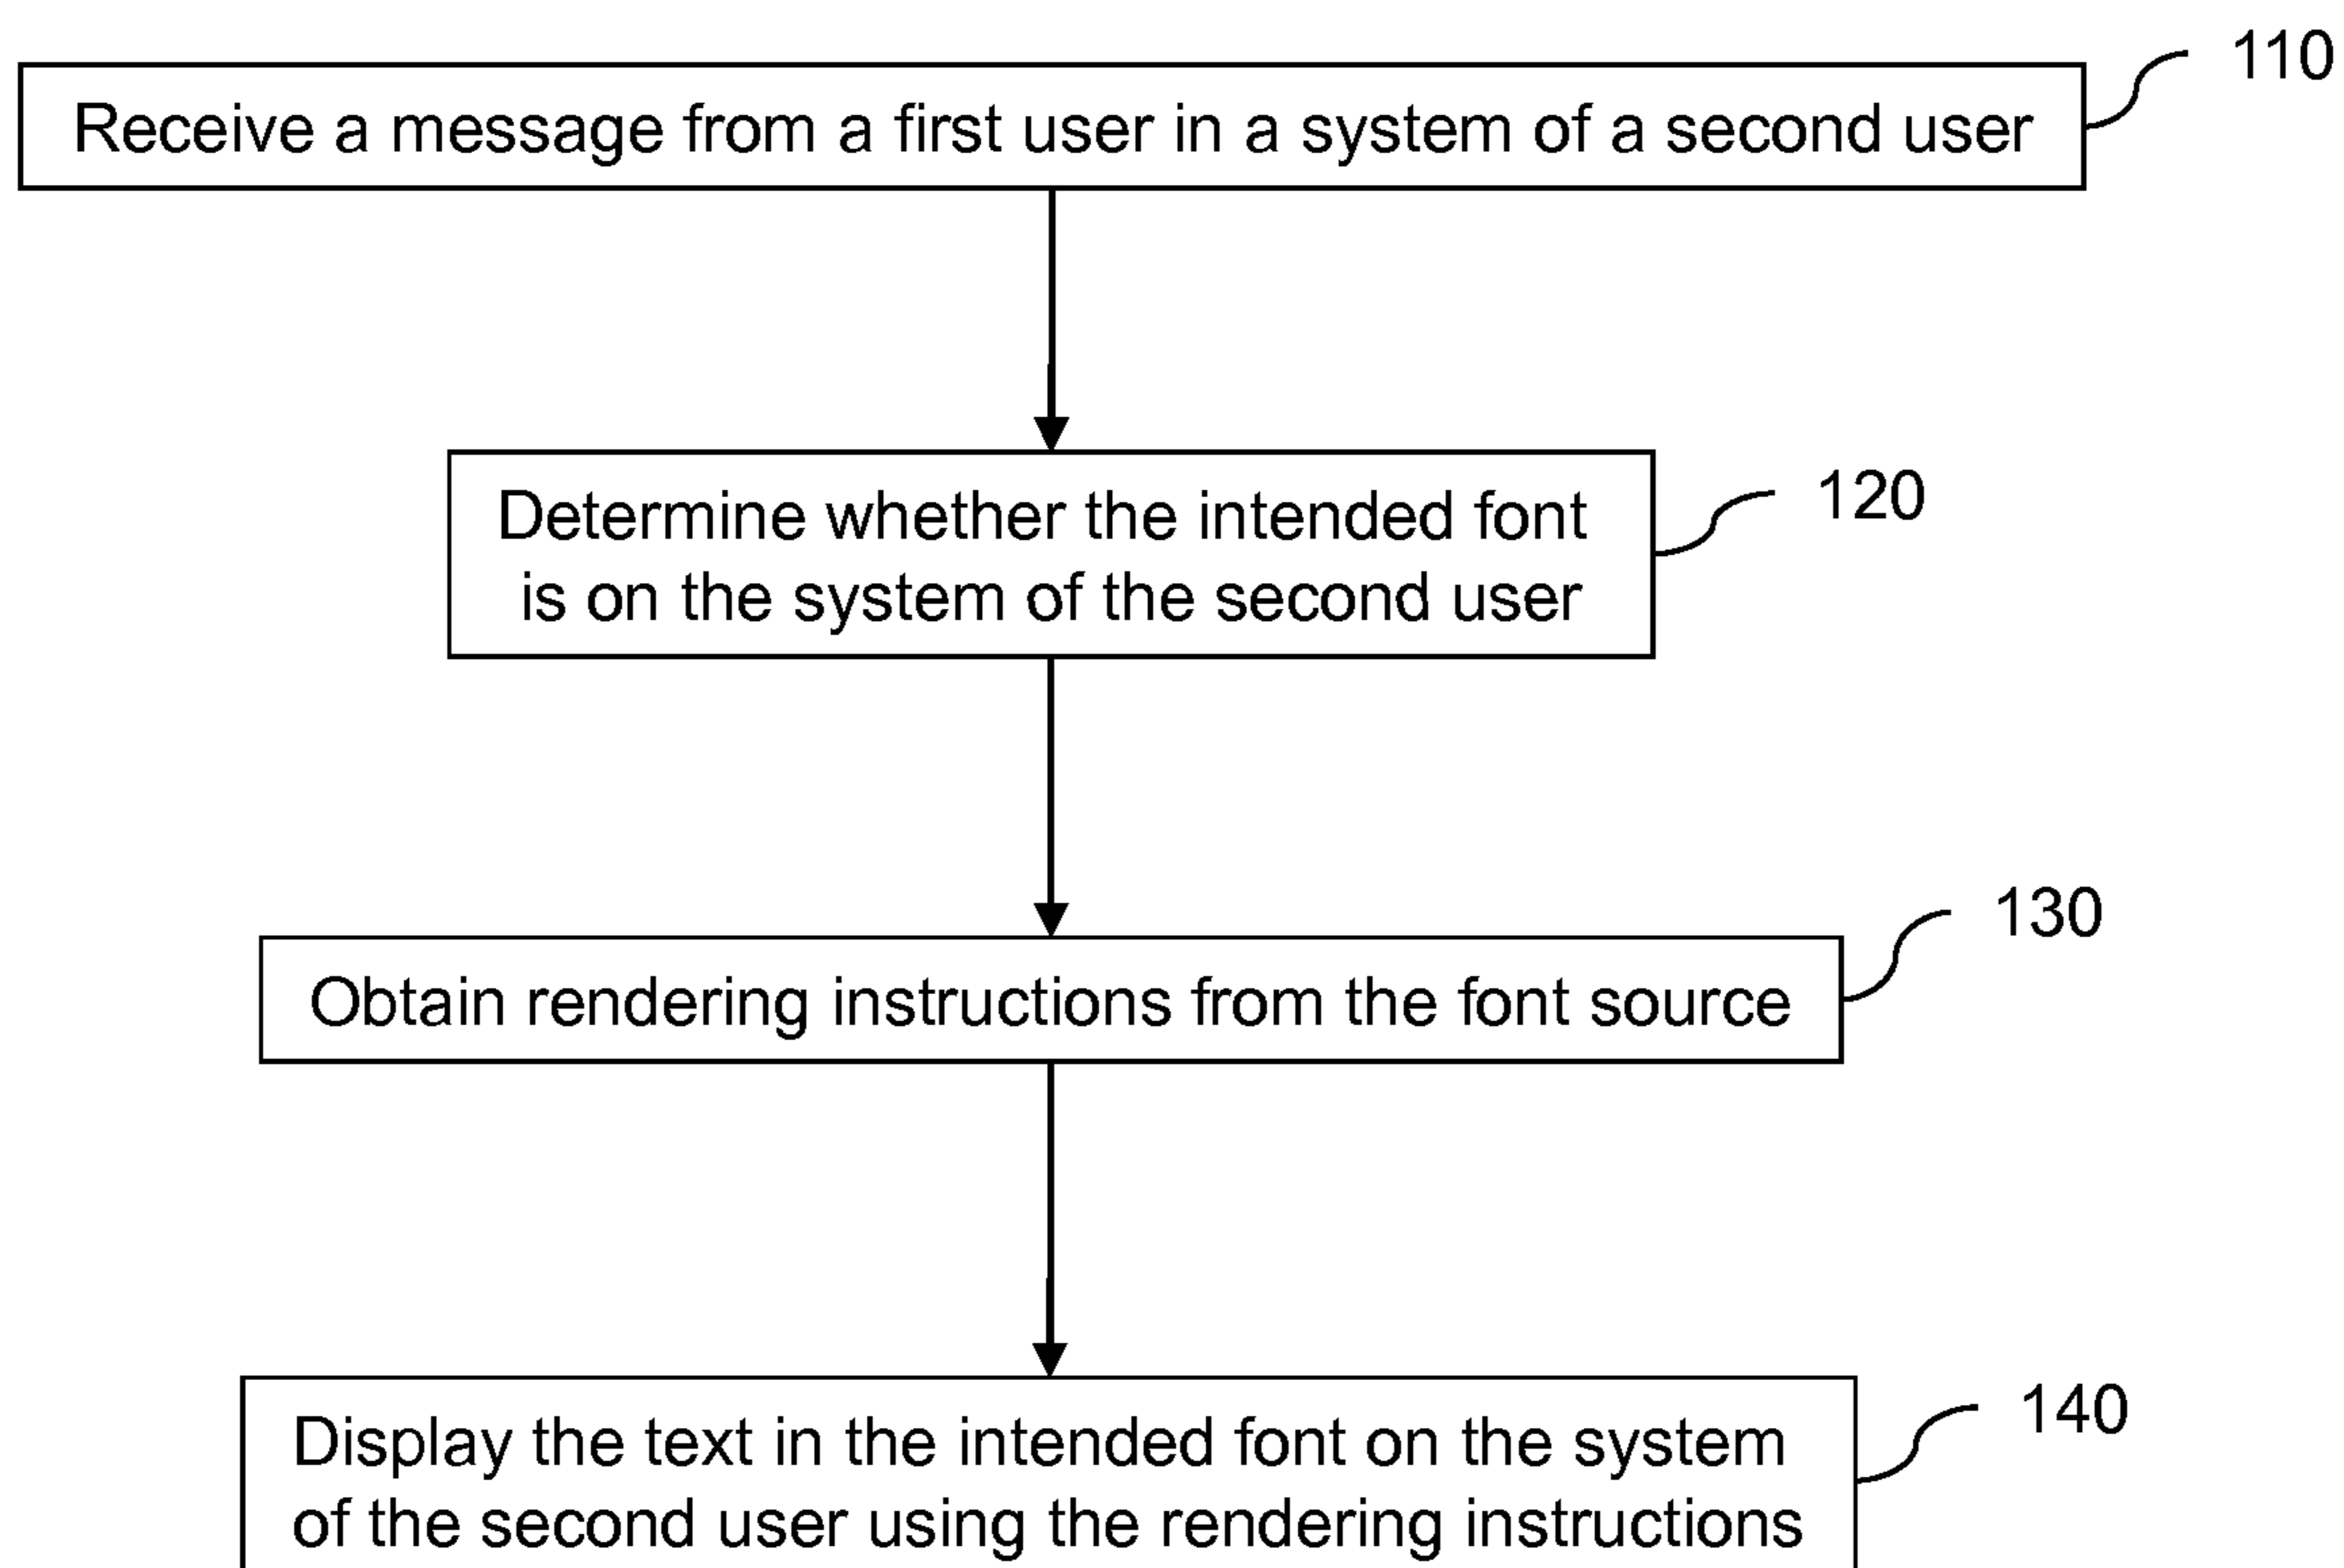 110
Receive a message from a first user in a system of a second user
120
Determine whether the intended font
is on the system of the second user
130
Obtain rendering instructions from the font source
140
Display the text in the intended font on the system
of the second user using the rendering instructions